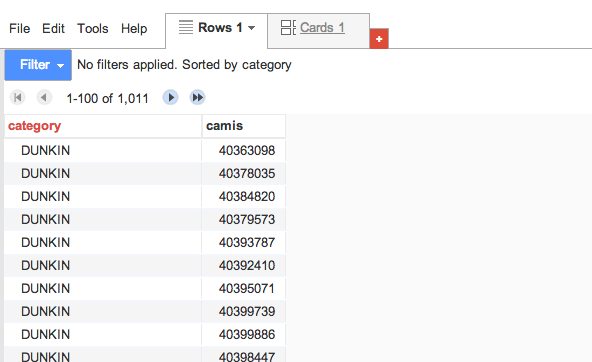 File Edit Tools Help Rows 1 Cards 1 +
Filter No filters applied. Sorted by category
1-100 of 1,011
category camis
DUNKIN 40363098
DUNKIN 40378035
DUNKIN 40384820
DUNKIN 40379573
DUNKIN 40393787
DUNKIN 40392410
DUNKIN 40395071
DUNKIN 40399739
DUNKIN 40399886
DUNKIN 40398447